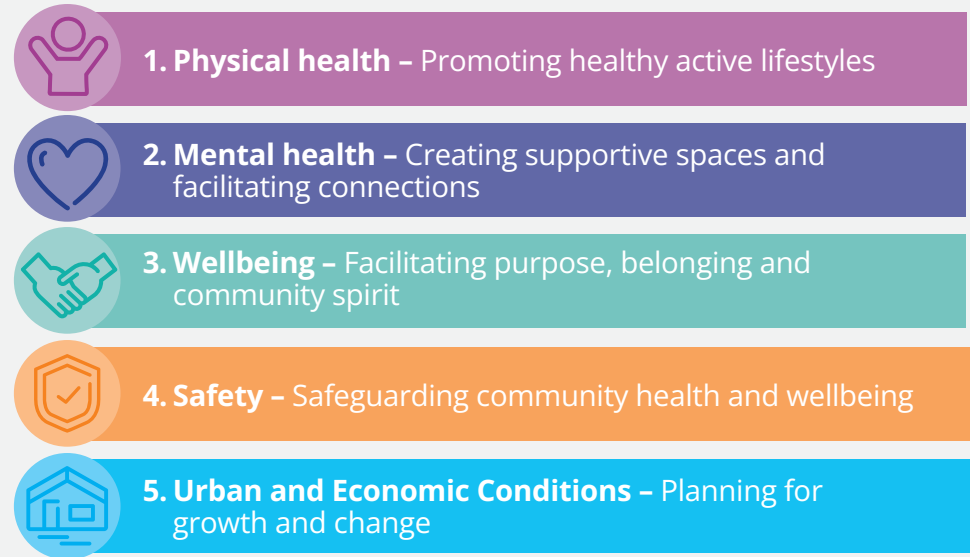 1. Physical health – Promoting healthy active lifestyles
2. Mental health – Creating supportive spaces and
facilitating connections
3. Wellbeing – Facilitating purpose, belonging and
community spirit
4. Safety – Safeguarding community health and wellbeing
5. Urban and Economic Conditions – Planning for
growth and change